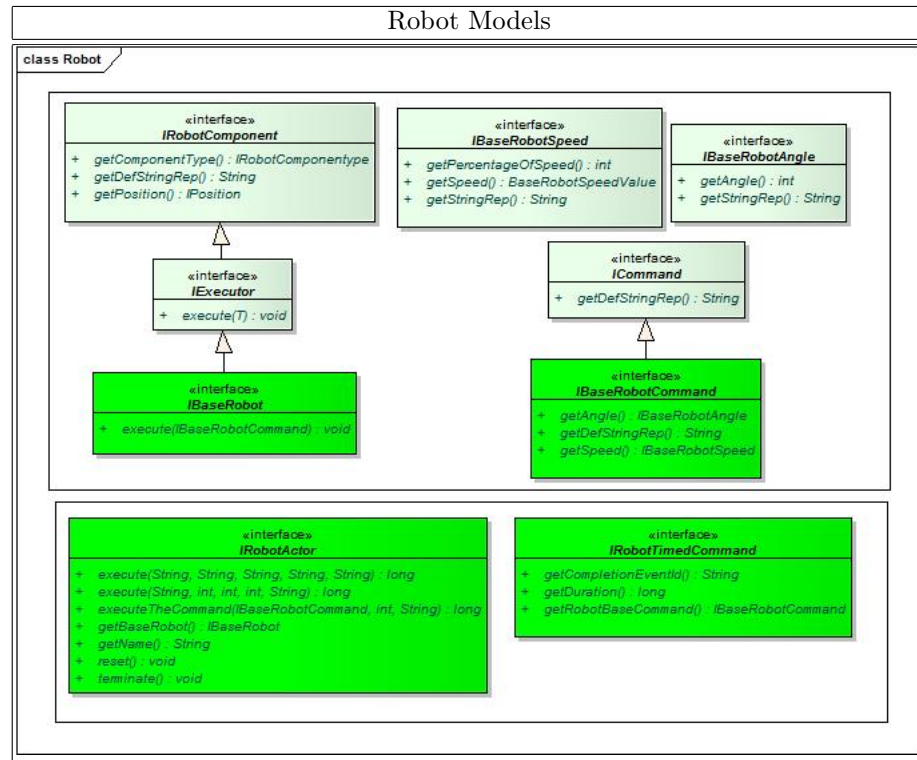 Robot Models
class Robot
«interface»
IRobotComponent
+ getComponentType() : IRobotComponentype
+ getDefStringRep() : String
+ getPosition() : IPosition
«interface»
IBaseRobotSpeed
+ getPercentageOfSpeed() : int
+ getSpeed() : BaseRobotSpeedValue
+ getStringRep() : String
«interface»
IBaseRobotAngle
+ getAngle() : int
+ getStringRep() : String
«interface»
IExecutor
+ execute(T) : void
«interface»
ICommand
+ getDefStringRep() : String
«interface»
IBaseRobot
+ execute(IBaseRobotCommand) : void
«interface»
IBaseRobotCommand
+ getAngle() : IBaseRobotAngle
+ getDefStringRep() : String
+ getSpeed() : IBaseRobotSpeed
«interface»
IRobotActor
+ execute(String, String, String, String, String) : long
+ execute(String, int, int, int, String) : long
+ executeTheCommand(IBaseRobotCommand, int, String) : long
+ getBaseRobot() : IBaseRobot
+ getName() : String
+ reset() : void
+ terminate() : void
«interface»
IRobotTimedCommand
+ getCompletionEventId() : String
+ getDuration() : long
+ getRobotBaseCommand() : IBaseRobotCommand